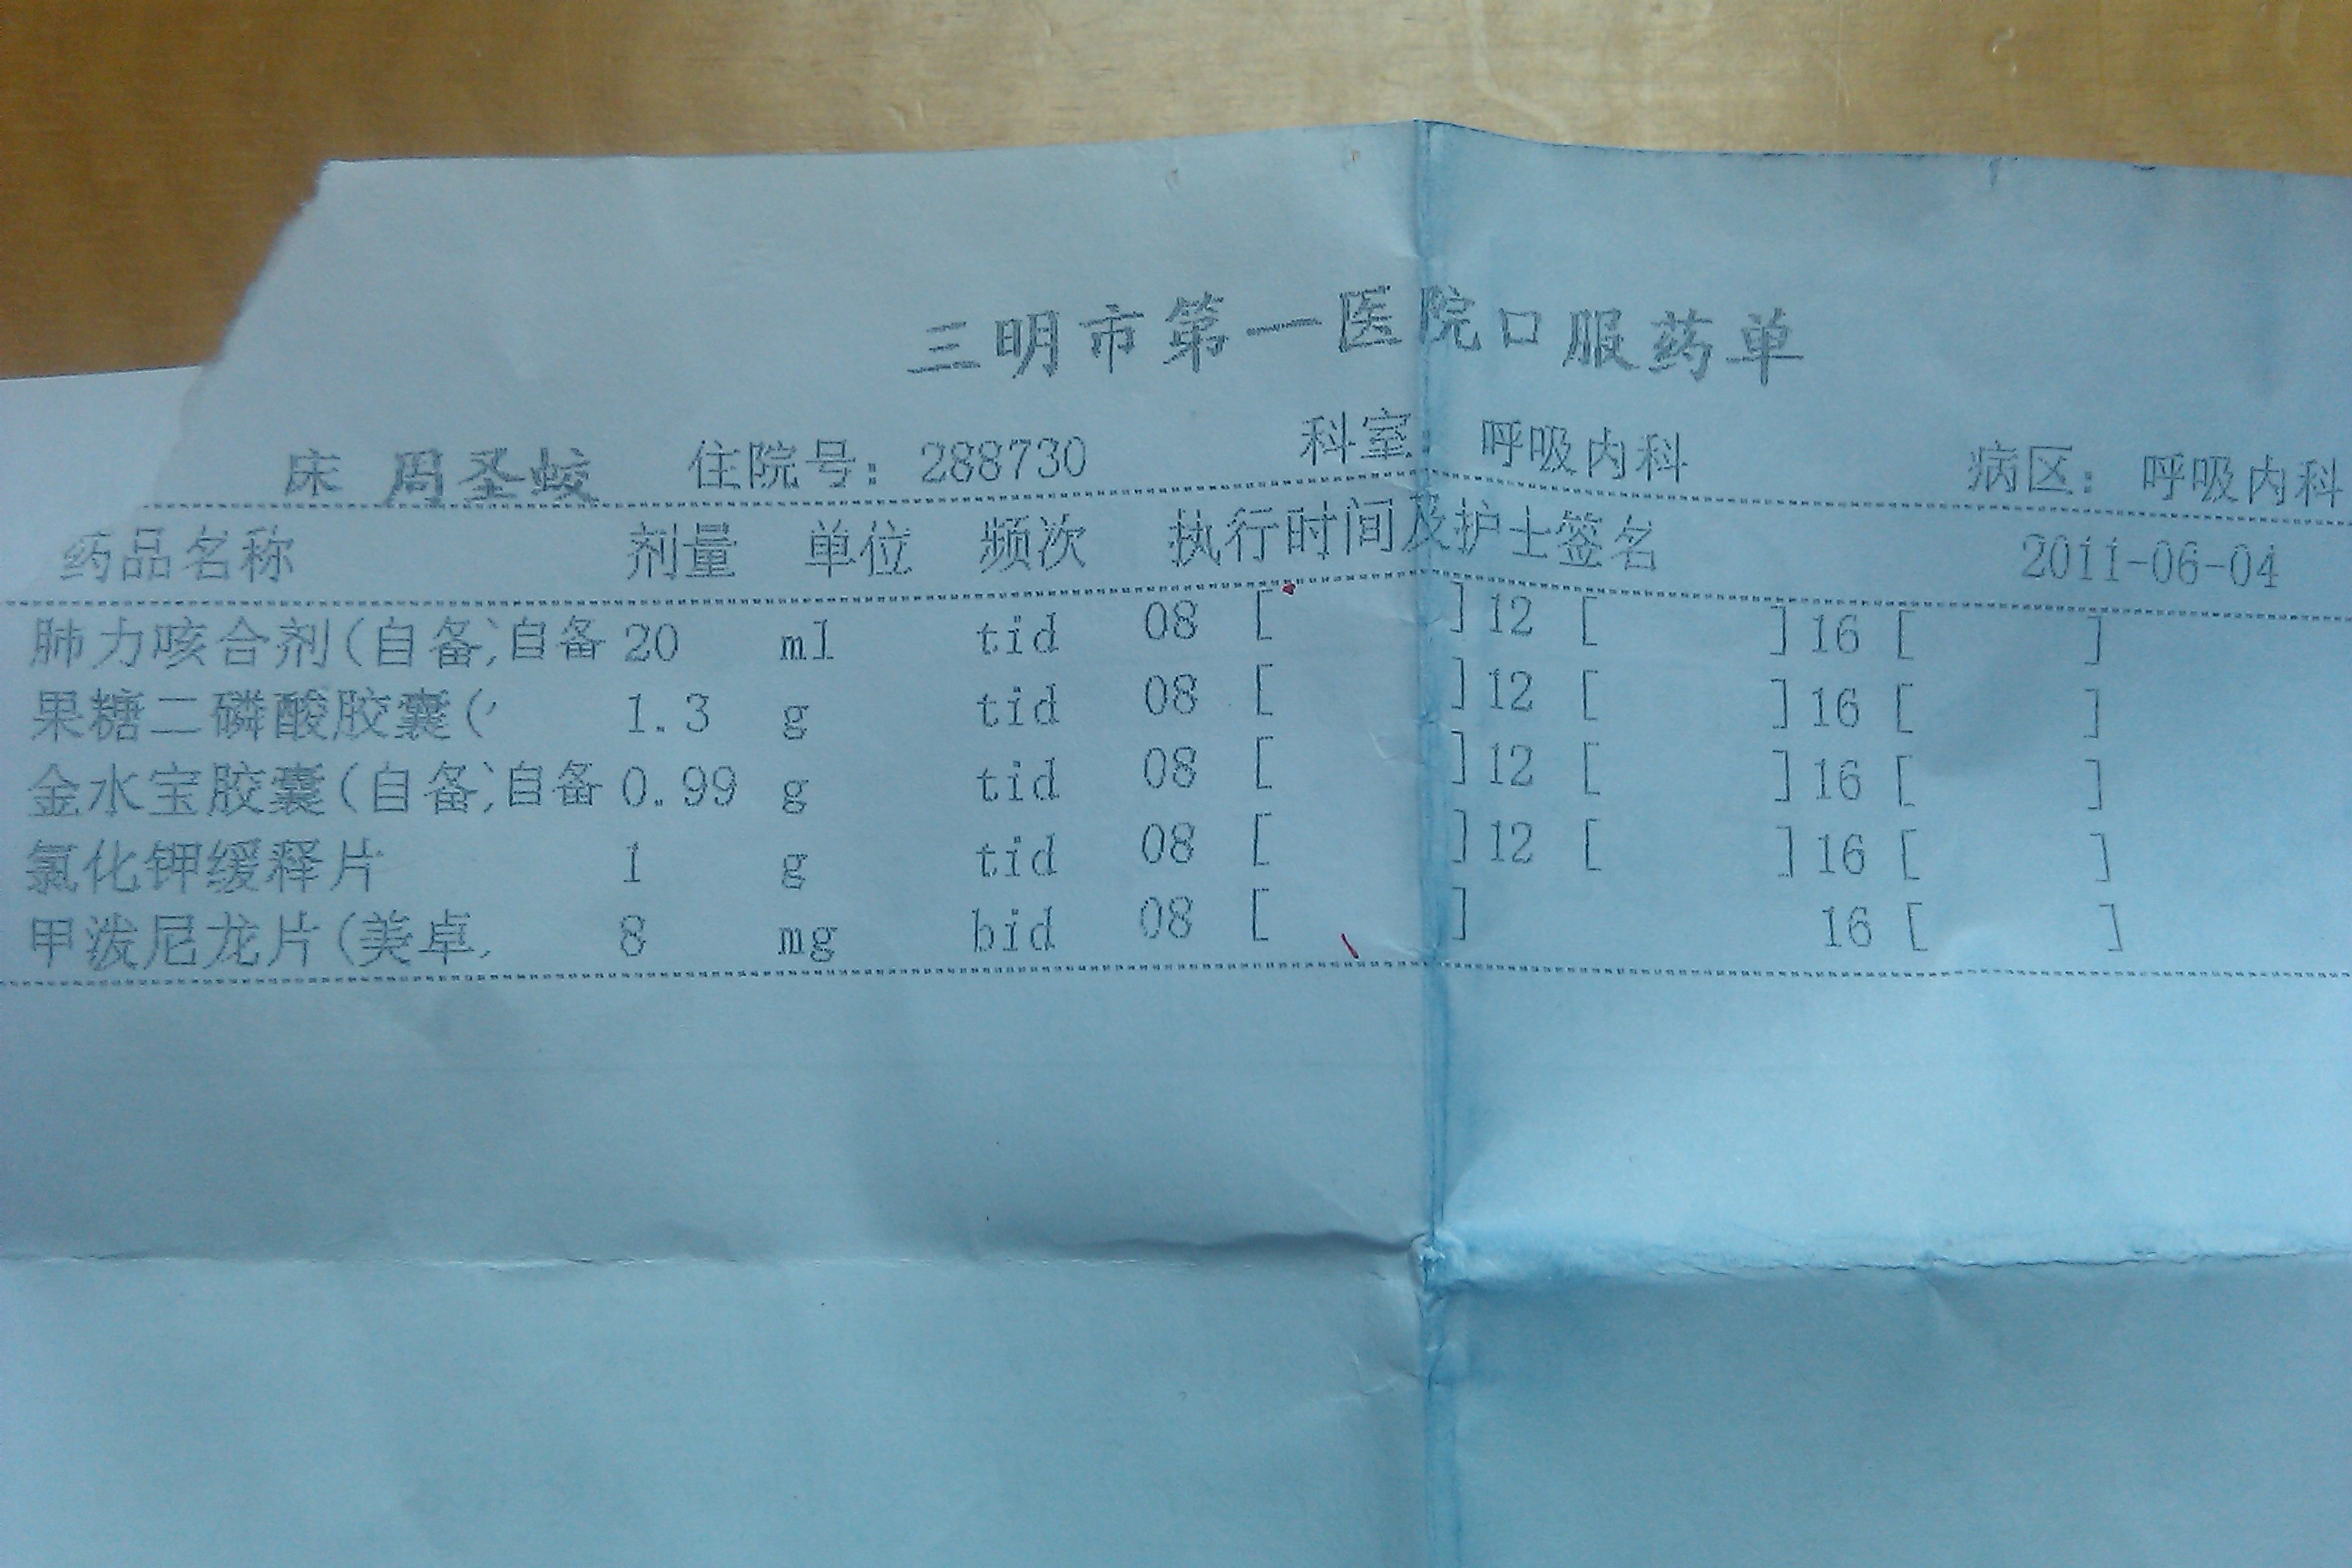 三明市第一医院口服药单
床 周圣蛟 住院号: 288730 科室: 呼吸内科 病区: 呼吸内科
药品名称 剂量 单位 频次 执行时间及护士签名 2011-06-04
肺力咳合剂(自备;自备 20 ml tid 08 [ ] 12 [ ] 16 [ ]
果糖二磷酸胶囊( 1.3 g tid 08 [ ] 12 [ ] 16 [ ]
金水宝胶囊(自备;自备 0.99 g tid 08 [ ] 12 [ ] 16 [ ]
氯化钾缓释片 1 g tid 08 [ ] 12 [ ] 16 [ ]
甲泼尼龙片(美卓, 8 mg bid 08 [ ] 16 [ ]